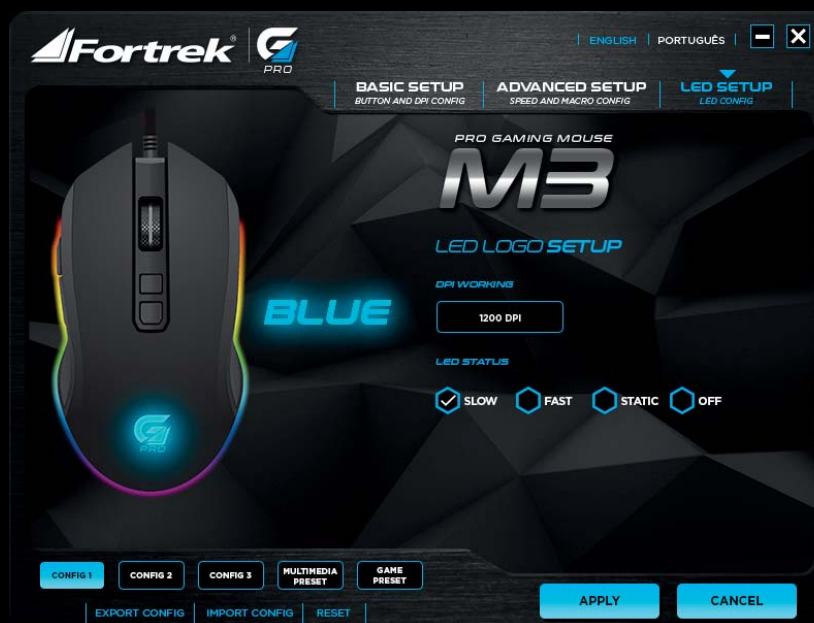 Fortrek G PRO
| ENGLISH | PORTUGUÊS |
BASIC SETUP
BUTTON AND DPI CONFIG
ADVANCED SETUP
SPEED AND MACRO CONFIG
LED SETUP
LED CONFIG
PRO GAMING MOUSE
M3
LED LOGO SETUP
DPI WORKING
1200 DPI
BLUE
LED STATUS
SLOW FAST STATIC OFF
G PRO
CONFIG 1
CONFIG 2
CONFIG 3
MULTIMEDIA
PRESET
GAME
PRESET
APPLY
CANCEL
| EXPORT CONFIG | IMPORT CONFIG | RESET |